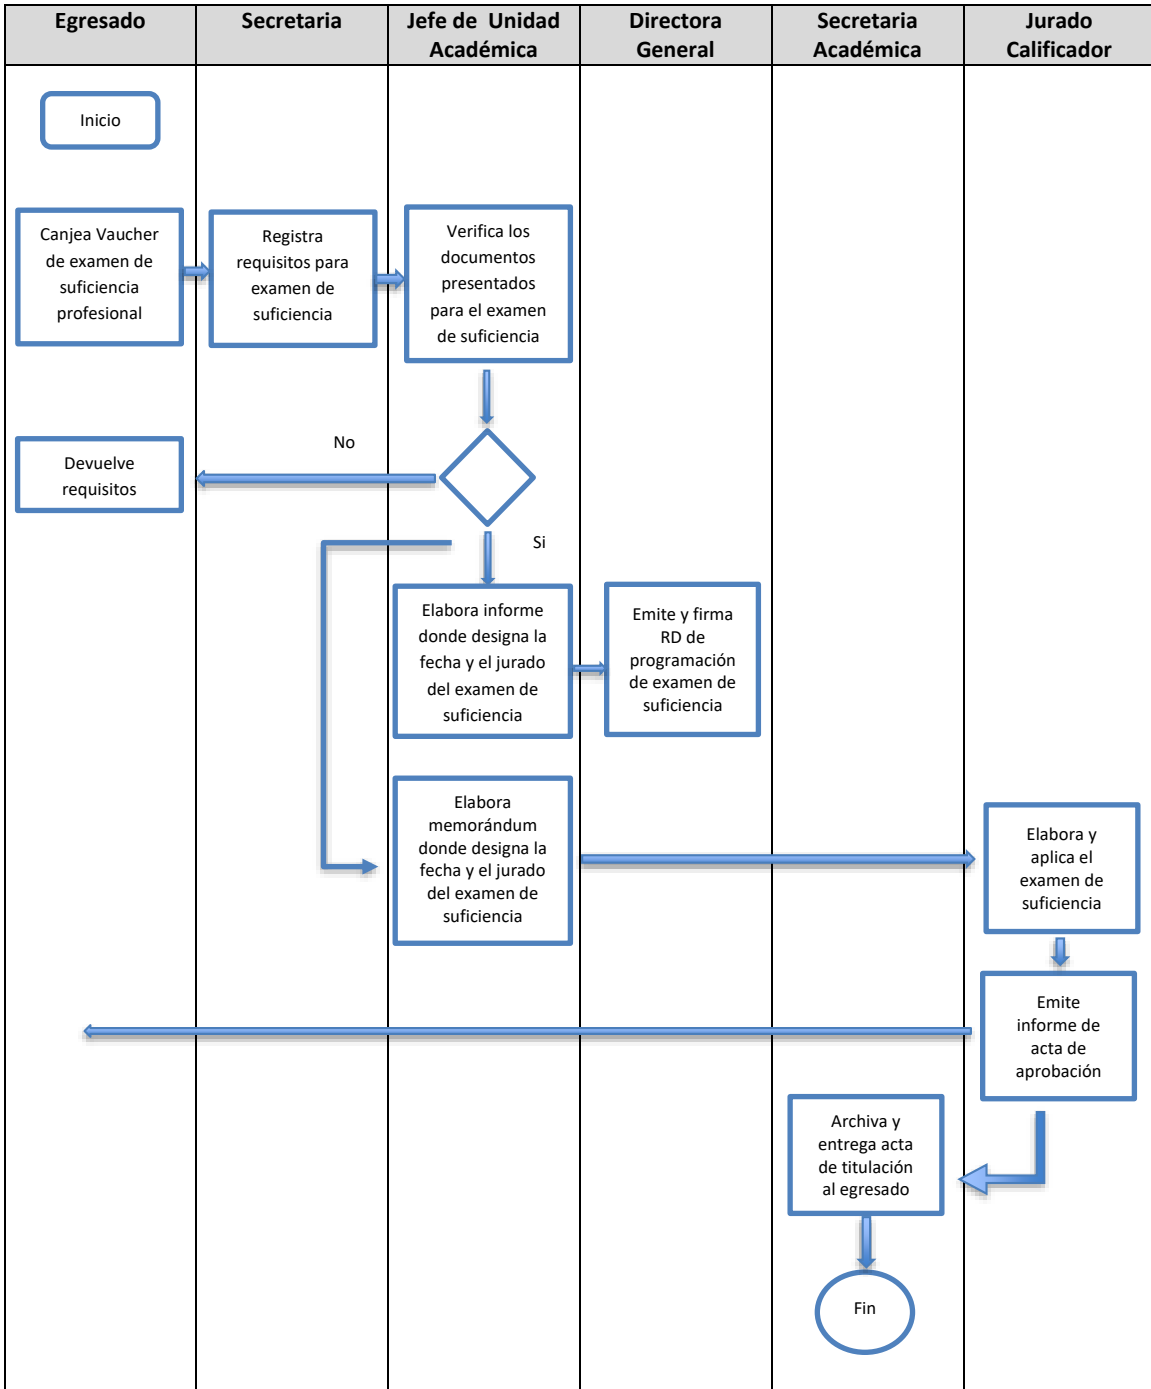 Egresado
Secretaria
Jefe de Unidad
Académica
Directora
General
Secretaria
Académica
Jurado
Calificador
Inicio
Canjea Vaucher
de examen de
suficiencia
profesional
Registra
requisitos para
examen de
suficiencia
Verifica los
documentos
presentados
para el examen
de suficiencia
No
Devuelve
requisitos
Si
Elabora informe
donde designa la
fecha y el jurado
del examen de
suficiencia
Emite y firma
RD de
programación
de examen de
suficiencia
Elabora
memorándum
donde designa la
fecha y el jurado
del examen de
suficiencia
Elabora y
aplica el
examen de
suficiencia
Emite
informe de
acta de
aprobación
Archiva y
entrega acta
de titulación
al egresado
Fin